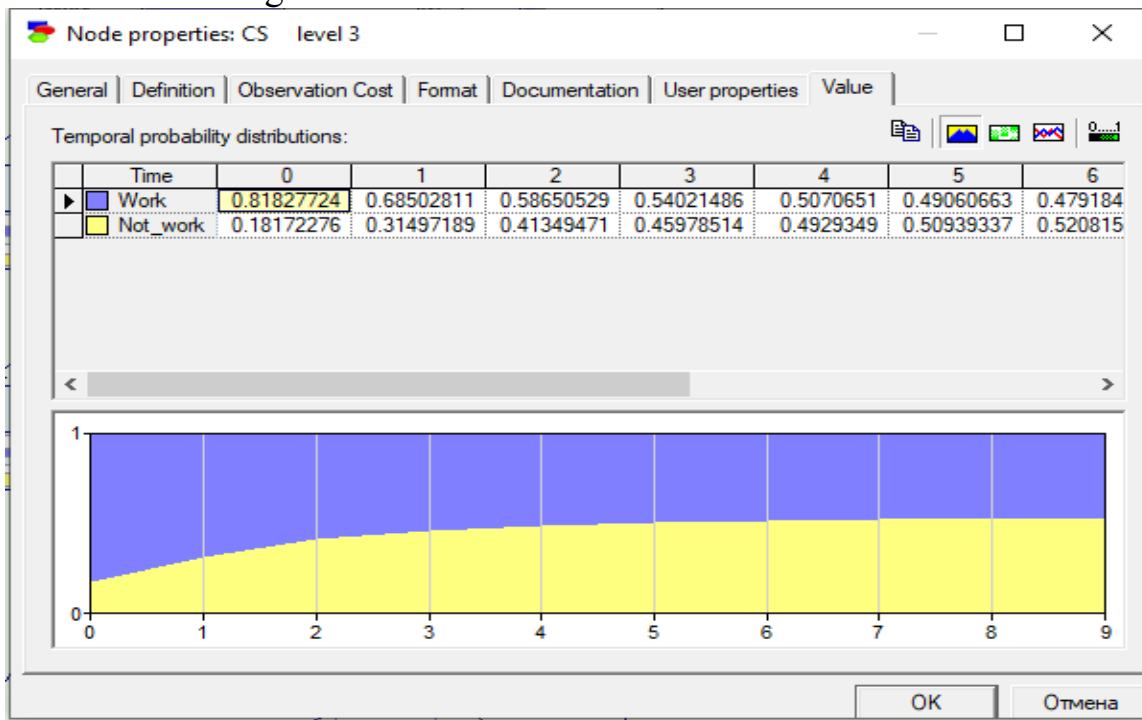 Node properties: CS level 3
General Definition Observation Cost Format Documentation User properties Value
Temporal probability distributions:
Time 0 1 2 3 4 5 6
Work 0.81827724 0.68502811 0.58650529 0.54021486 0.5070651 0.49060663 0.479184
Not_work 0.18172276 0.31497189 0.41349471 0.45978514 0.4929349 0.50939337 0.520815
1
0
0 1 2 3 4 5 6 7 8 9
OK Отмена